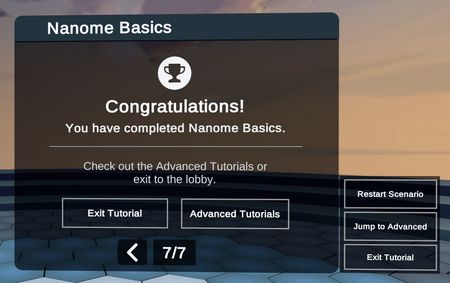 Nanome Basics
Congratulations!
You have completed Nanome Basics.
Check out the Advanced Tutorials or
exit to the lobby.
Exit Tutorial
Advanced Tutorials
7/7
Restart Scenario
Jump to Advanced
Exit Tutorial